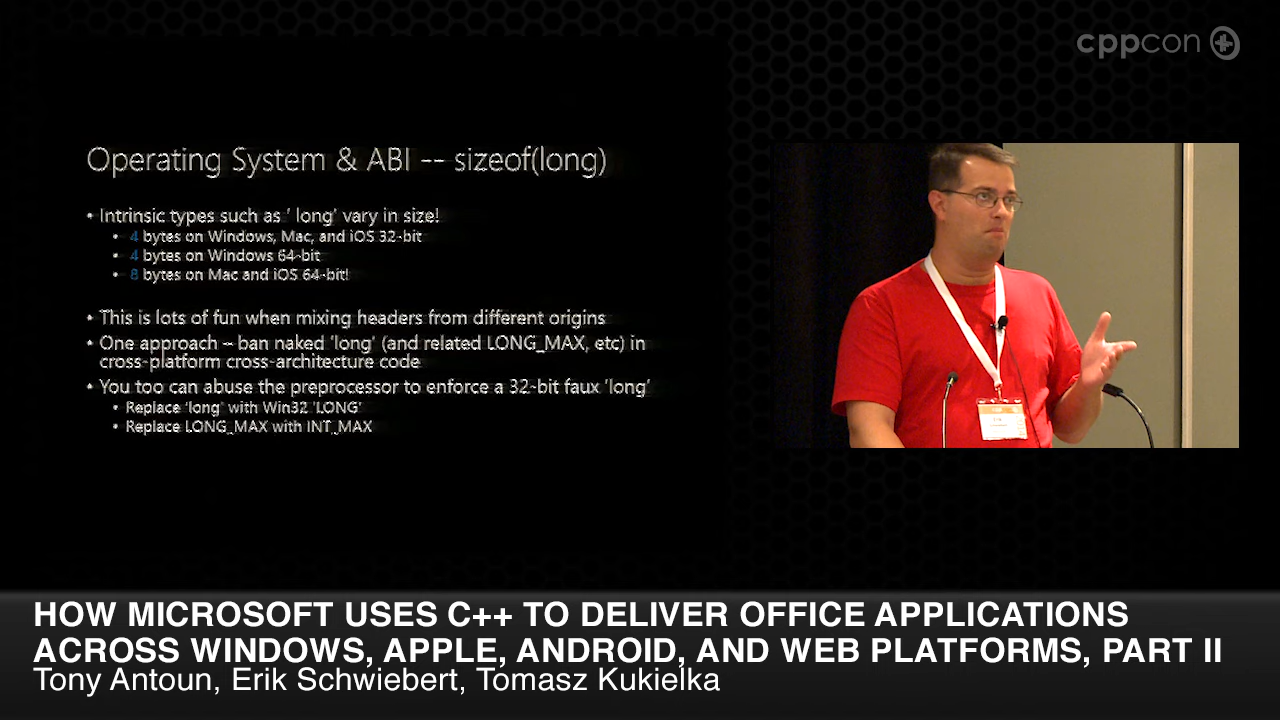 cppcon
Operating System & ABI -- sizeof(long)
• Intrinsic types such as ' long' vary in size!
• 4 bytes on Windows, Mac, and iOS 32-bit
• 4 bytes on Windows 64-bit
• 8 bytes on Mac and iOS 64-bit!
• This is lots of fun when mixing headers from different origins
• One approach – ban naked 'long' (and related LONG_MAX, etc) in
cross-platform cross-architecture code
• You too can abuse the preprocessor to enforce a 32-bit faux 'long'
• Replace 'long' with Win32 'LONG'
• Replace LONG_MAX with INT_MAX
HOW MICROSOFT USES C++ TO DELIVER OFFICE APPLICATIONS
ACROSS WINDOWS, APPLE, ANDROID, AND WEB PLATFORMS, PART II
Tony Antoun, Erik Schwiebert, Tomasz Kukielka